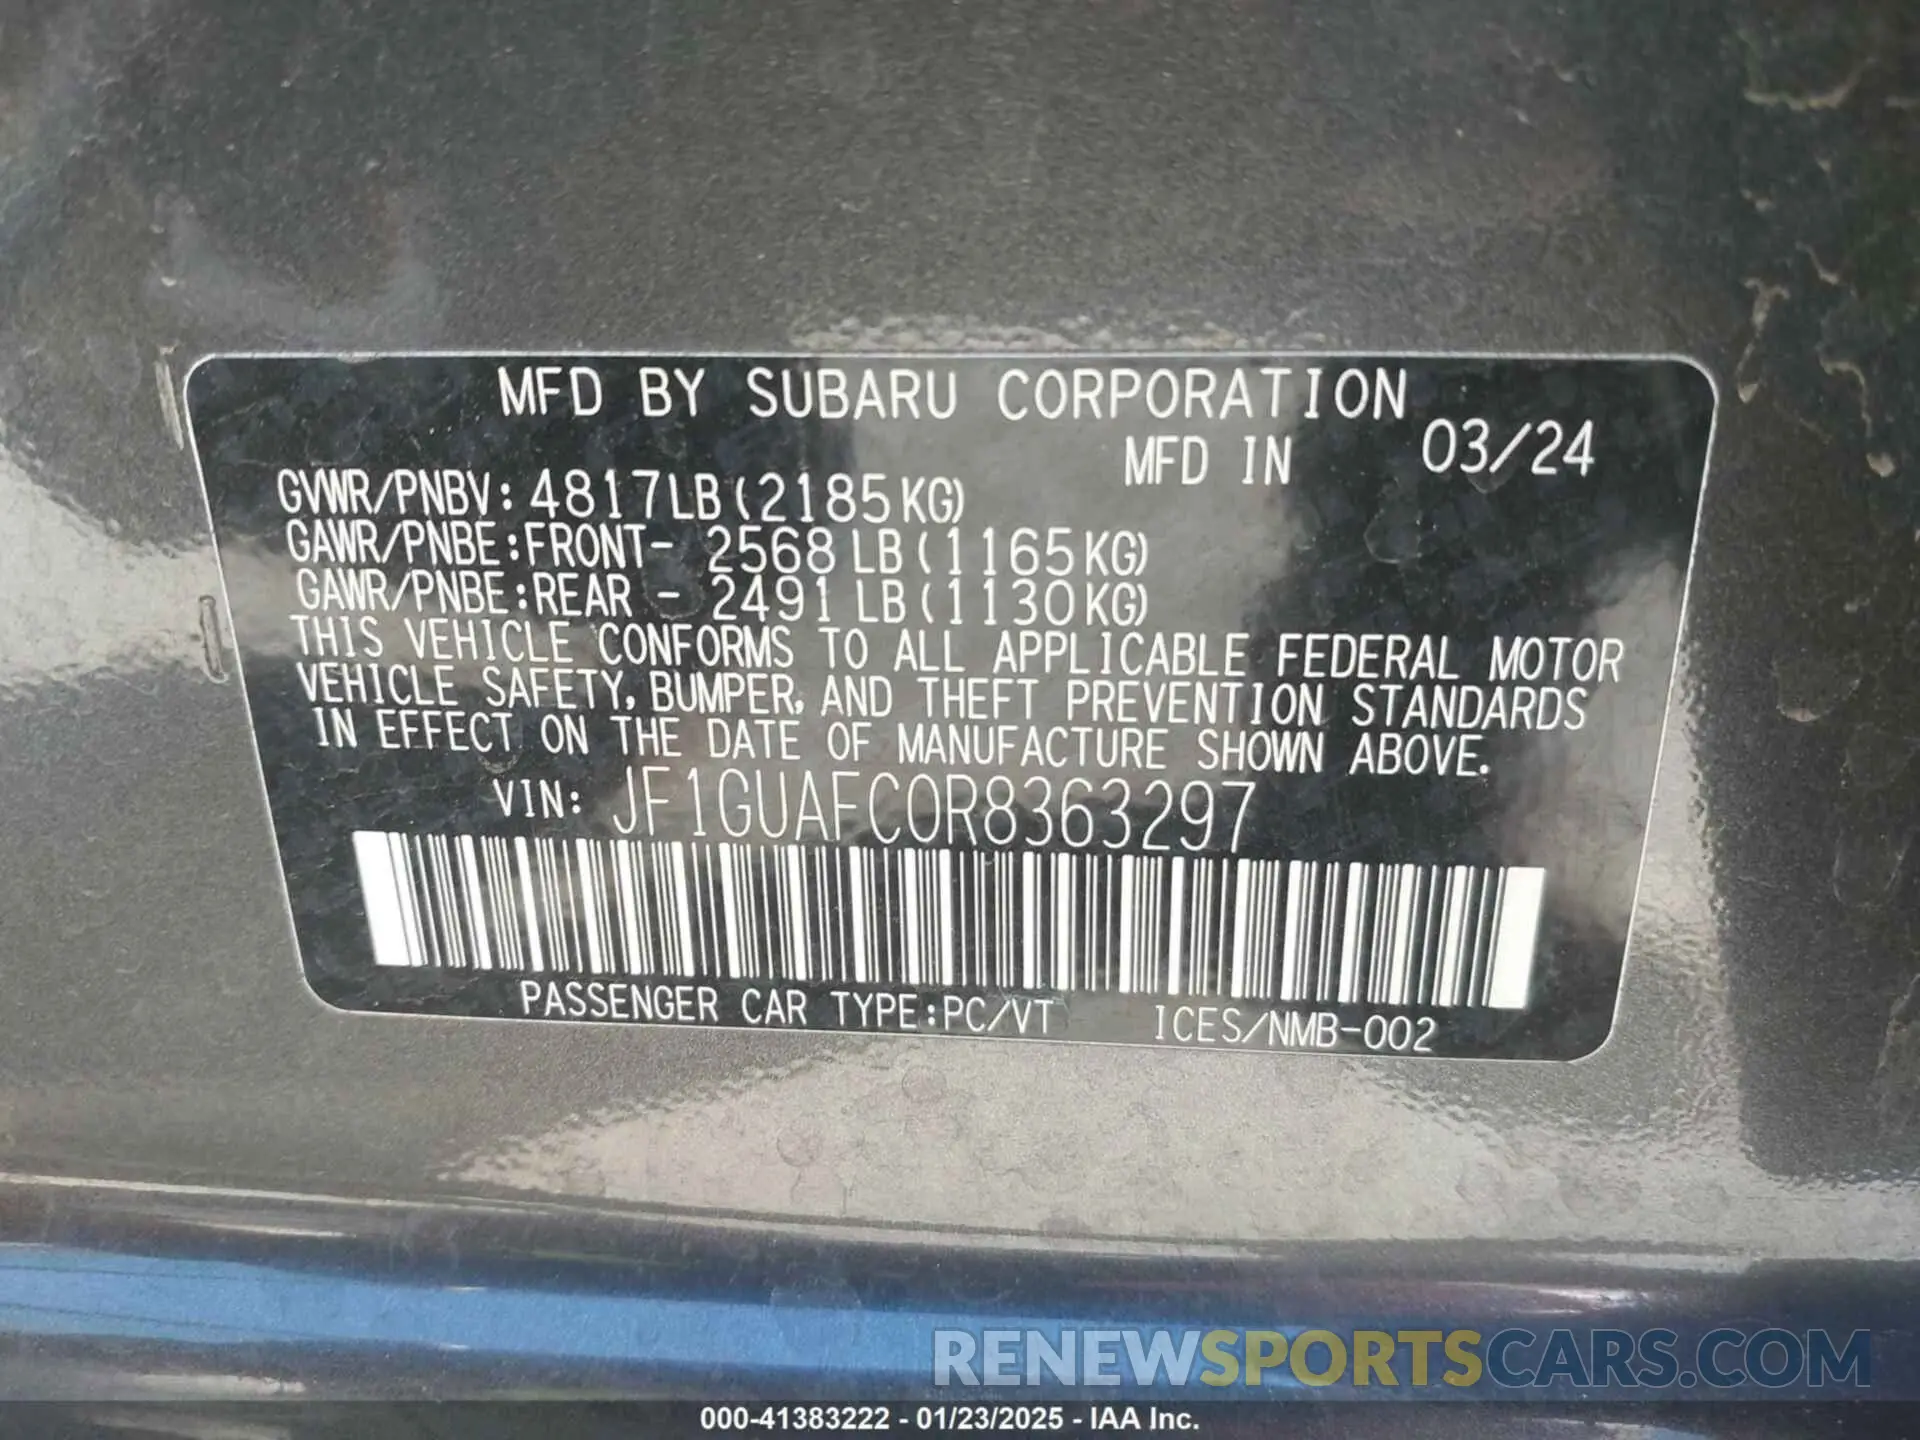 MFD BY SUBARU CORPORATION
MFD IN 03/24
GVWR/PNBV: 4817LB(2185KG)
GAWR/PNBE:FRONT- 2568LB(1165KG)
GAWR/PNBE:REAR - 2491LB(1130KG)
THIS VEHICLE CONFORMS TO ALL APPLICABLE FEDERAL MOTOR
VEHICLE SAFETY, BUMPER, AND THEFT PREVENTION STANDARDS
IN EFFECT ON THE DATE OF MANUFACTURE SHOWN ABOVE.
VIN: JF1GUAFC0R8363297
PASSENGER CAR TYPE:PC/VT ICES/NMB-002
RENEWSPORTSCARS.COM
000-41383222 - 01/23/2025 - IAA Inc.